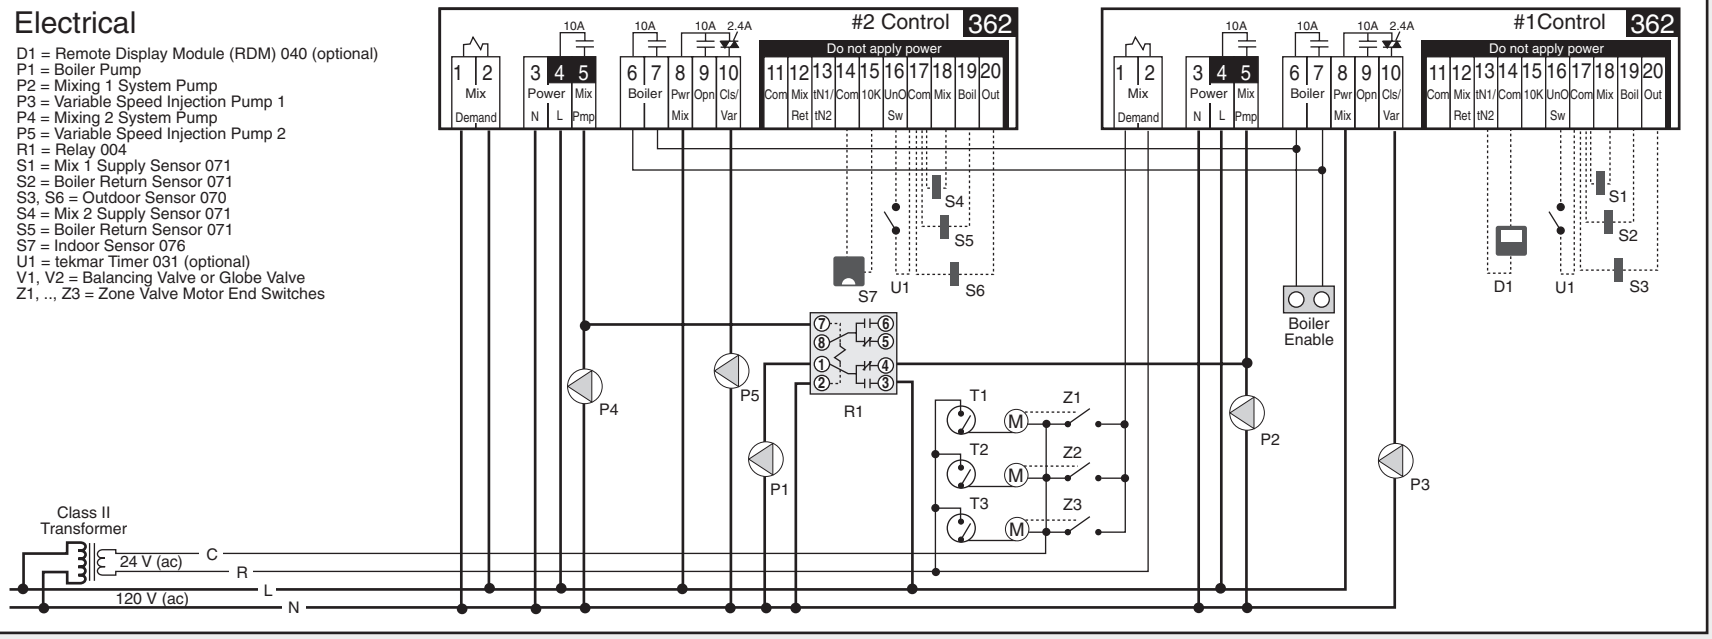 Electrical
D1 = Remote Display Module (RDM) 040 (optional)
P1 = Boiler Pump
P2 = Mixing 1 System Pump
P3 = Variable Speed Injection Pump 1
P4 = Mixing 2 System Pump
P5 = Variable Speed Injection Pump 2
R1 = Relay 004
S1 = Mix 1 Supply Sensor 071
S2 = Boiler Return Sensor 071
S3, S6 = Outdoor Sensor 070
S4 = Mix 2 Supply Sensor 071
S5 = Boiler Return Sensor 071
S7 = Indoor Sensor 076
U1 = tekmar Timer 031 (optional)
V1, V2 = Balancing Valve or Globe Valve
Z1, .., Z3 = Zone Valve Motor End Switches
#2 Control 362
10A 10A 10A 2.4A
Do not apply power
1 2 3 4 5 6 7 8 9 10 11 12 13 14 15 16 17 18 19 20
Mix Power Mix Boiler Pwr Opn Cls/ Com Mix tN1/ Com 10K UnO Com Mix Boil Out
Demand N L Pmp Mix Var Ret tN2 Sw
#1Control 362
10A 10A 10A 2.4A
Do not apply power
1 2 3 4 5 6 7 8 9 10 11 12 13 14 15 16 17 18 19 20
Mix Power Mix Boiler Pwr Opn Cls/ Com Mix tN1/ Com 10K UnO Com Mix Boil Out
Demand N L Pmp Mix Var Ret tN2 Sw
S4
S5
S7 U1 S6
S1
S2
D1 U1 S3
Boiler
Enable
7 6
8 5
1 4
2 3
R1
P4
P5
P1
P2
P3
T1 M Z1
T2 M Z2
T3 M Z3
Class II
Transformer
24 V (ac)
C
R
L
120 V (ac)
N